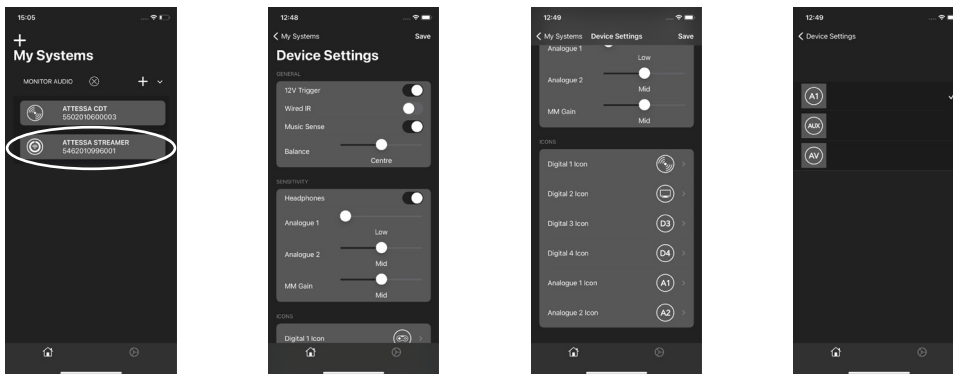 15:05
My Systems
MONITOR AUDIO
ATTESSA CDT
5502010600003
ATTESSA STREAMER
5462010996001
12:48
My Systems
Save
Device Settings
GENERAL
12V Trigger
Wired IR
Music Sense
Balance
Centre
SENSITIVITY
Headphones
Analogue 1
Low
Analogue 2
Mid
MM Gain
Mid
ICONS
Digital 1 Icon
12:49
My Systems Device Settings Save
Analogue 1
Low
Analogue 2
Mid
MM Gain
Mid
ICONS
Digital 1 Icon
Digital 2 Icon
Digital 3 Icon D3
Digital 4 Icon D4
Analogue 1 Icon A1
Analogue 2 Icon A2
12:49
Device Settings
A1
AUX
AV